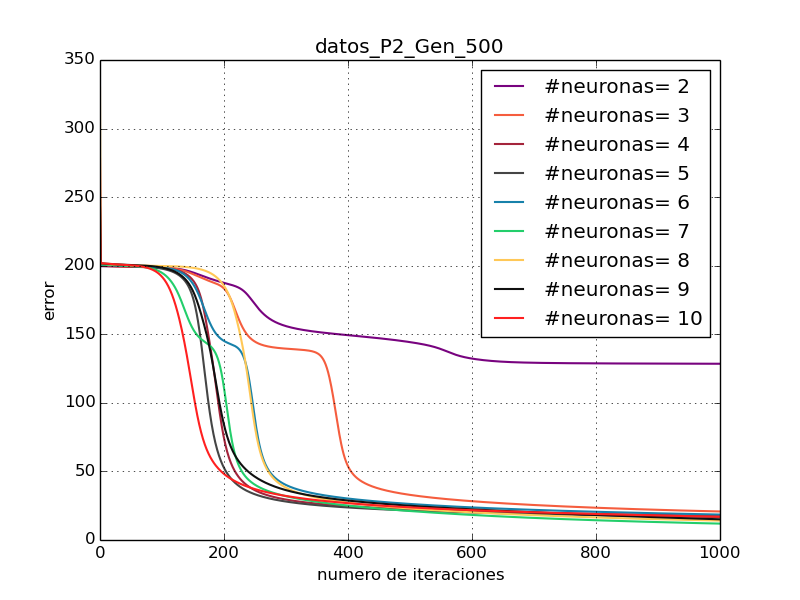 datos_P2_Gen_500
350
300
250
200
150
100
50
0
error
#neuronas= 2
#neuronas= 3
#neuronas= 4
#neuronas= 5
#neuronas= 6
#neuronas= 7
#neuronas= 8
#neuronas= 9
#neuronas= 10
0 200 400 600 800 1000
numero de iteraciones